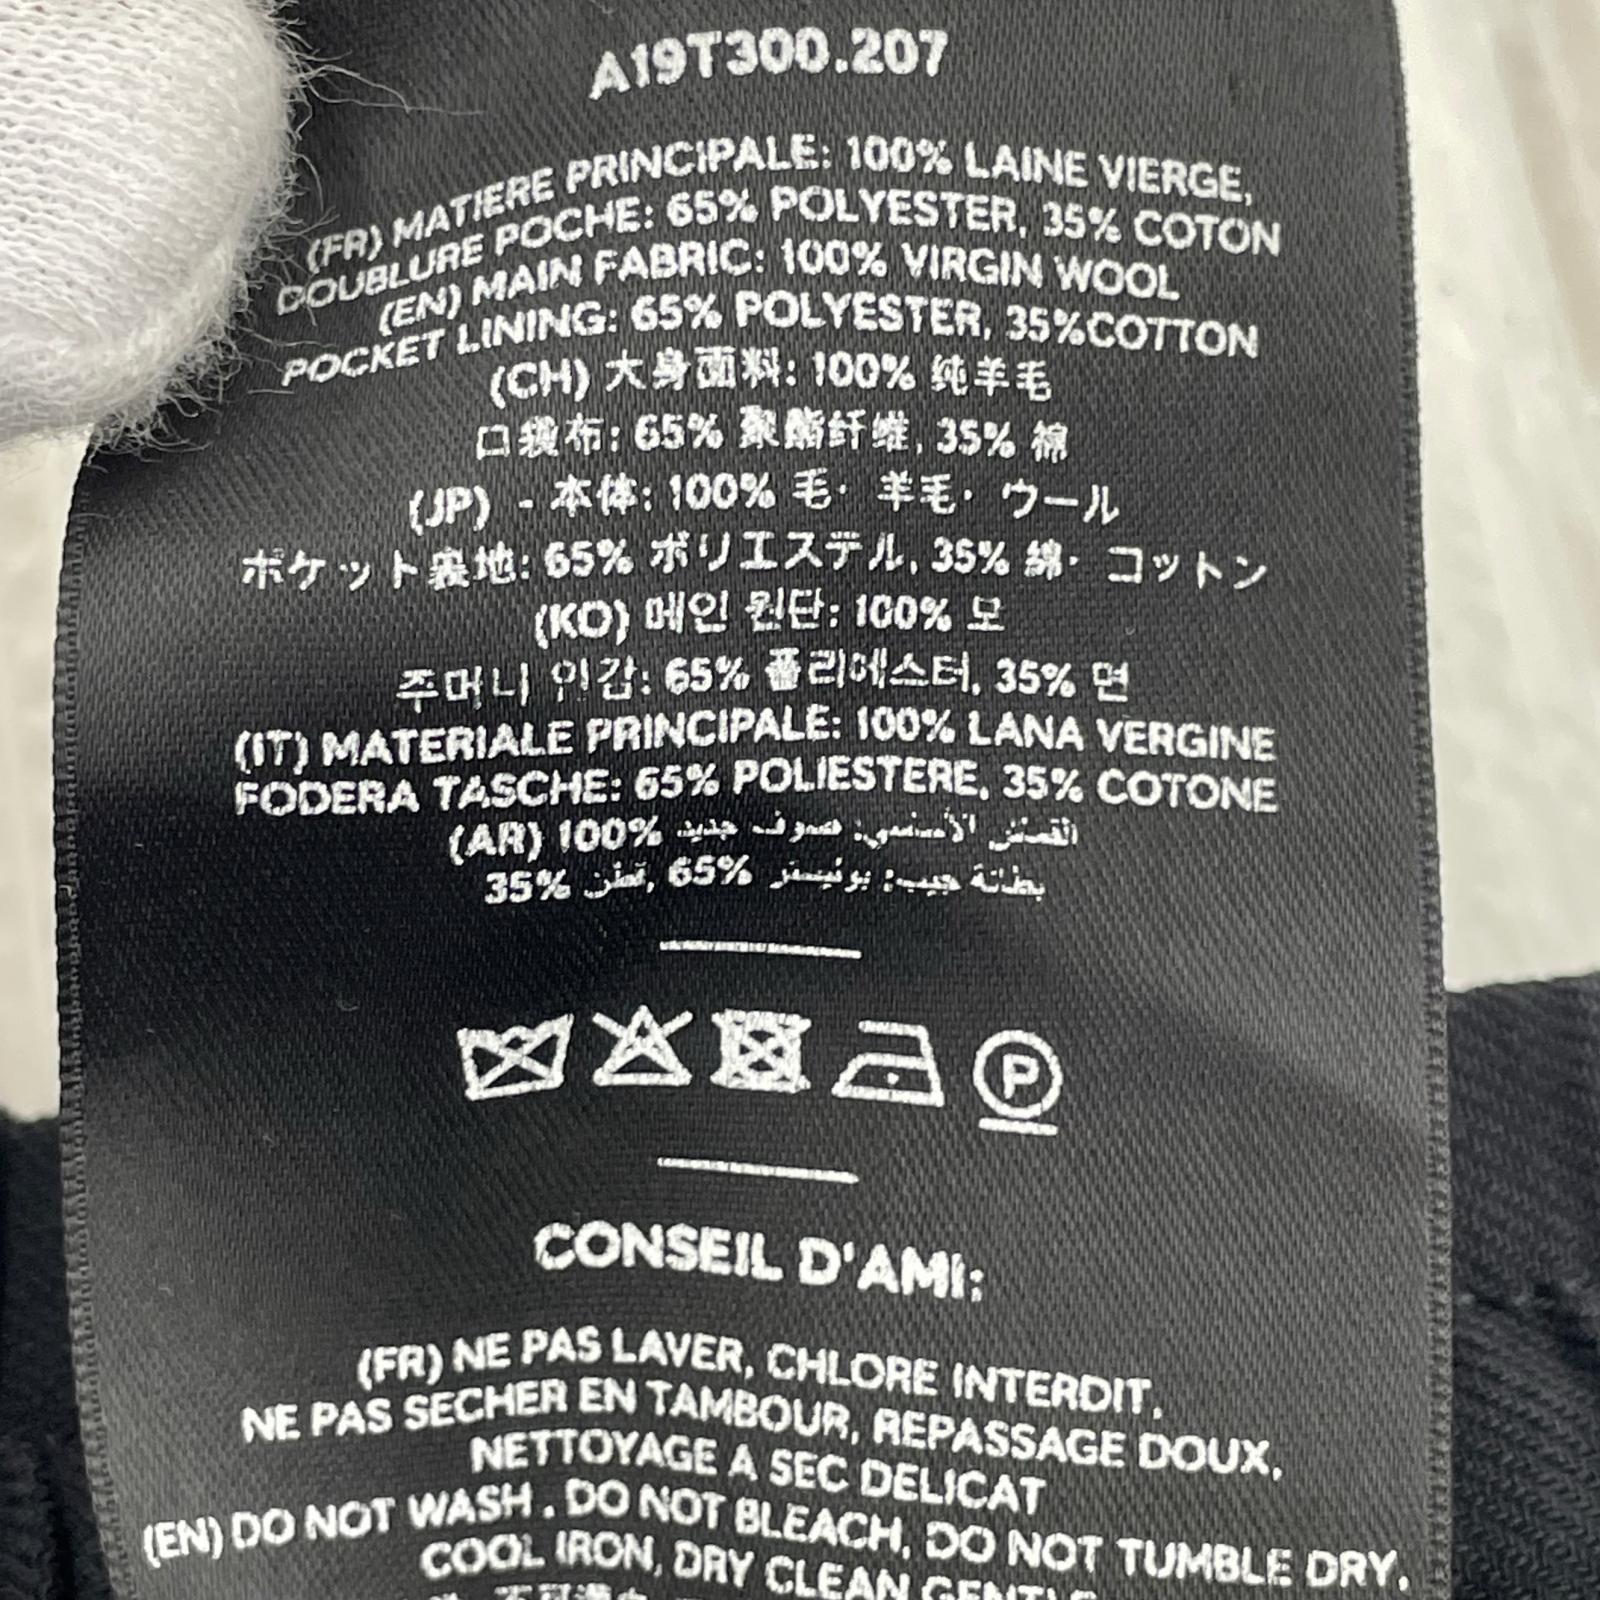 A19T300.207
(FR) MATIERE PRINCIPALE: 100% LAINE VIERGE,
DOUBLURE POCHE: 65% POLYESTER, 35% COTON
(EN) MAIN FABRIC: 100% VIRGIN WOOL
POCKET LINING: 65% POLYESTER, 35%COTTON
(CH) 大身面料: 100% 纯羊毛
口袋布: 65% 聚酯纤维, 35% 棉
(JP) - 本体: 100% 毛· 羊毛· ウール
ポケット裏地: 65% ポリエステル, 35% 綿· コットン
(KO) 메인 원단: 100% 모
주머니 안감: 65% 폴리에스터, 35% 면
(IT) MATERIALE PRINCIPALE: 100% LANA VERGINE
FODERA TASCHE: 65% POLIESTERE, 35% COTONE
(AR) 100% القماش الأساسي: صوف جديد
بطانة جيب: بوليستر 65%, قطن 35%
P
CONSEIL D'AMI:
(FR) NE PAS LAVER, CHLORE INTERDIT,
NE PAS SECHER EN TAMBOUR, REPASSAGE DOUX,
NETTOYAGE A SEC DELICAT
(EN) DO NOT WASH . DO NOT BLEACH, DO NOT TUMBLE DRY,
COOL IRON, DRY CLEAN GENTLE